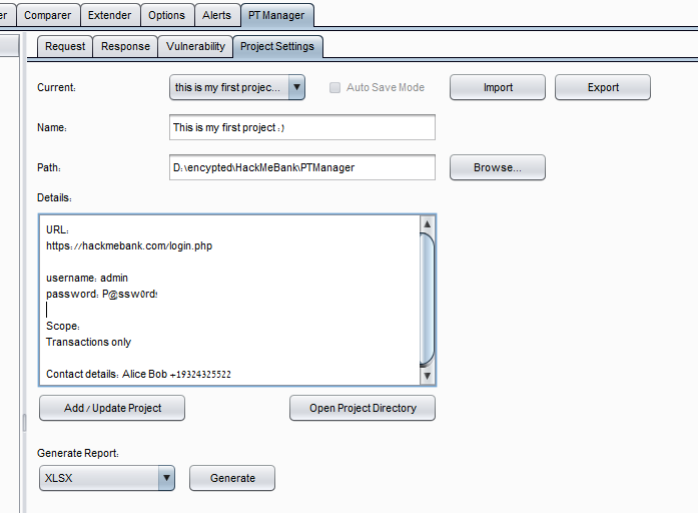 er Comparer Extender Options Alerts PT Manager
Request Response Vulnerability Project Settings
Current: this is my first projec... Auto Save Mode Import Export
Name: This is my first project :)
Path: D:\encypted\HackMeBank\PTManager Browse...
Details:
URL:
https://hackmebank.com/login.php
username: admin
password: P@ssw0rd!
Scope:
Transactions only
Contact details: Alice Bob +19324325522
Add / Update Project Open Project Directory
Generate Report:
XLSX Generate